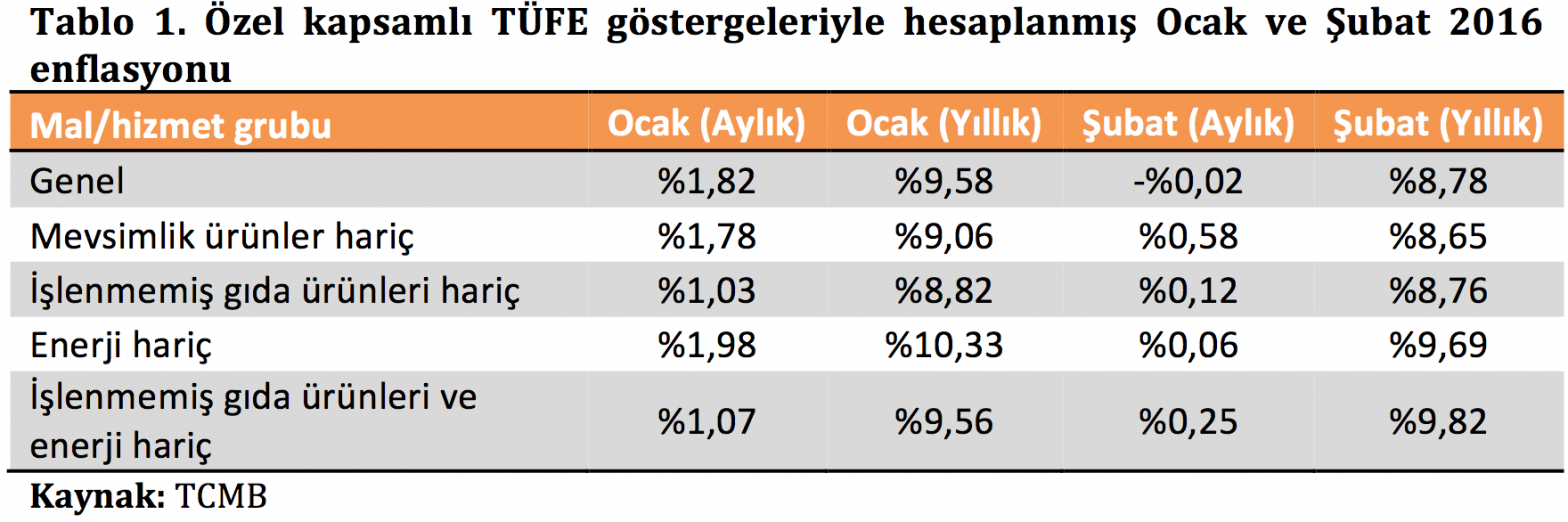 Tablo 1. Özel kapsamlı TÜFE göstergeleriyle hesaplanmış Ocak ve Şubat 2016
enflasyonu
Mal/hizmet grubu Ocak (Aylık) Ocak (Yıllık) Şubat (Aylık) Şubat (Yıllık)
Genel %1,82 %9,58 -%0,02 %8,78
Mevsimlik ürünler hariç %1,78 %9,06 %0,58 %8,65
İşlenmemiş gıda ürünleri hariç %1,03 %8,82 %0,12 %8,76
Enerji hariç %1,98 %10,33 %0,06 %9,69
İşlenmemiş gıda ürünleri ve
enerji hariç %1,07 %9,56 %0,25 %9,82
Kaynak: TCMB